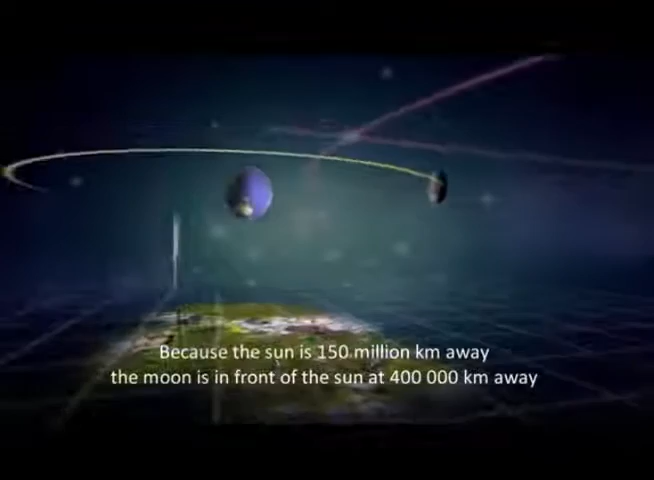 Because the sun is 150 million km away
the moon is in front of the sun at 400 000 km away